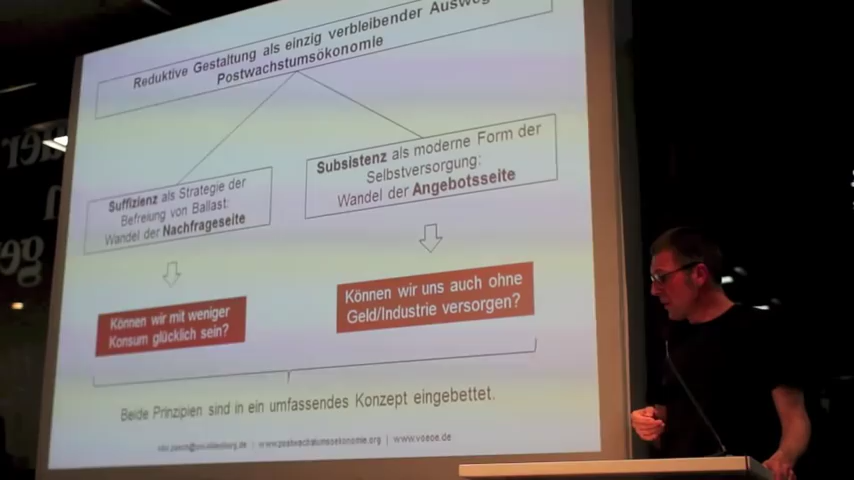 Reduktive Gestaltung als einzig verbleibender Ausweg
Postwachstumsökonomie
Suffizienz als Strategie der
Befreiung von Ballast:
Wandel der Nachfrageseite
Subsistenz als moderne Form der
Selbstversorgung:
Wandel der Angebotsseite
Können wir mit weniger
Konsum glücklich sein?
Können wir uns auch ohne
Geld/Industrie versorgen?
Beide Prinzipien sind in ein umfassendes Konzept eingebettet.
| www.postwachstumsoekonomie.org | www.voeoe.de